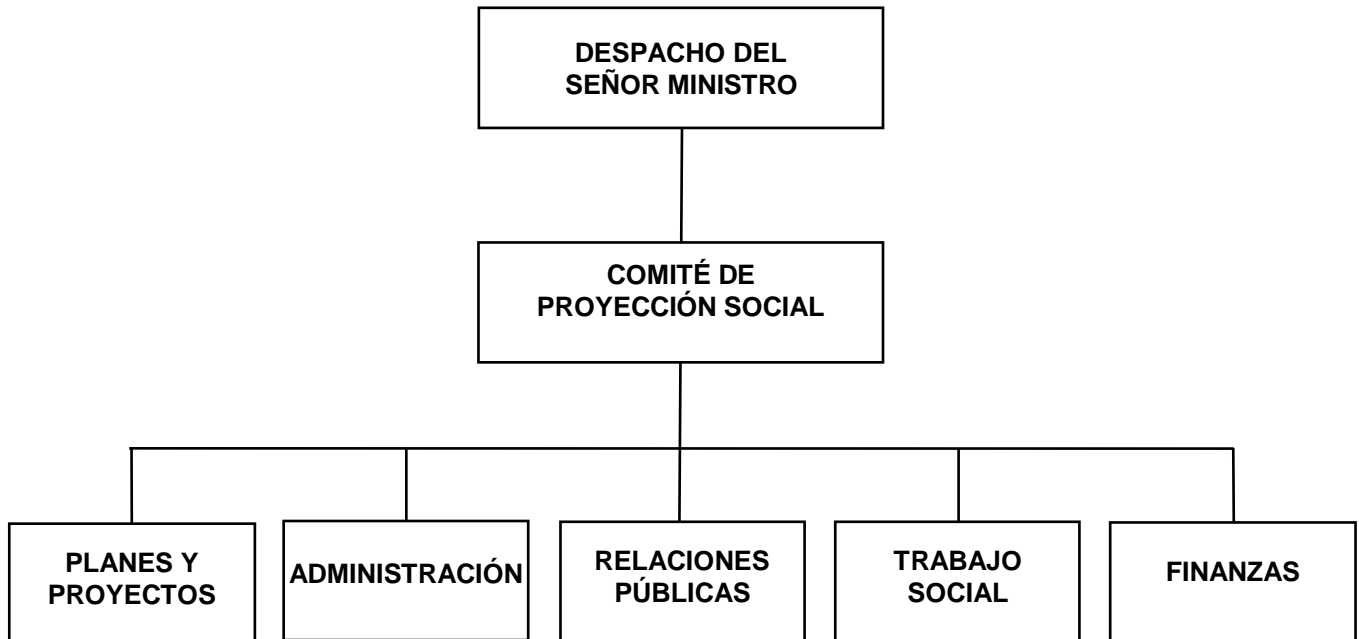 DESPACHO DEL
SEÑOR MINISTRO
COMITÉ DE
PROYECCIÓN SOCIAL
PLANES Y
PROYECTOS
ADMINISTRACIÓN
RELACIONES
PÚBLICAS
TRABAJO
SOCIAL
FINANZAS